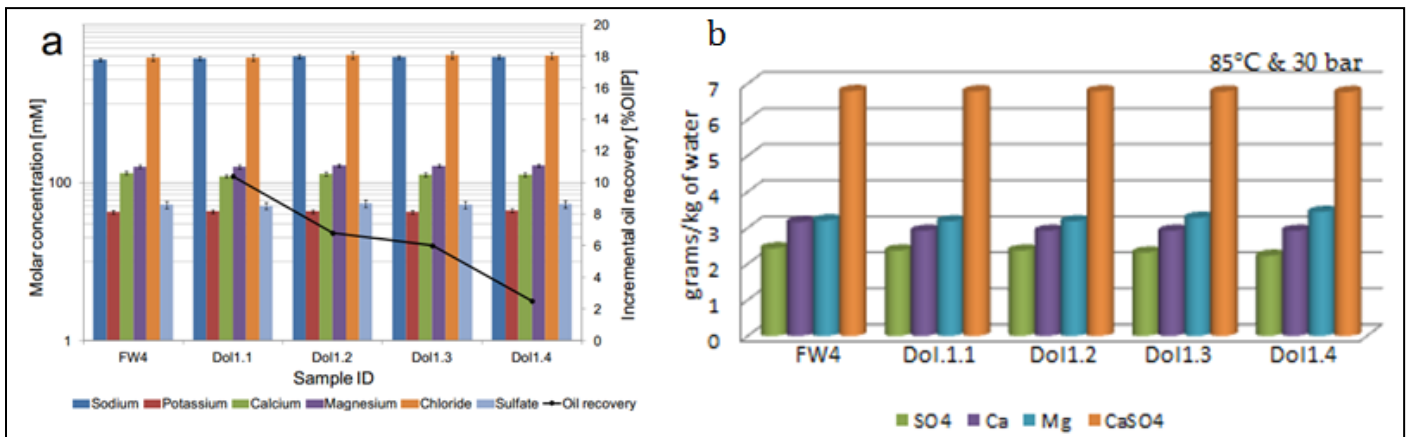 a
Molar concentration [mM]
100
1
20
18
16
14
12
10
8
6
4
2
0
Incremental oil recovery [%OIIP]
FW4 Dol1.1 Dol1.2 Dol1.3 Dol1.4
Sample ID
Sodium Potassium Calcium Magnesium Chloride Sulfate Oil recovery
b
85°C & 30 bar
grams/kg of water
7
6
5
4
3
2
1
0
FW4 Dol.1.1 Dol1.2 Dol1.3 Dol1.4
SO4 Ca Mg CaSO4